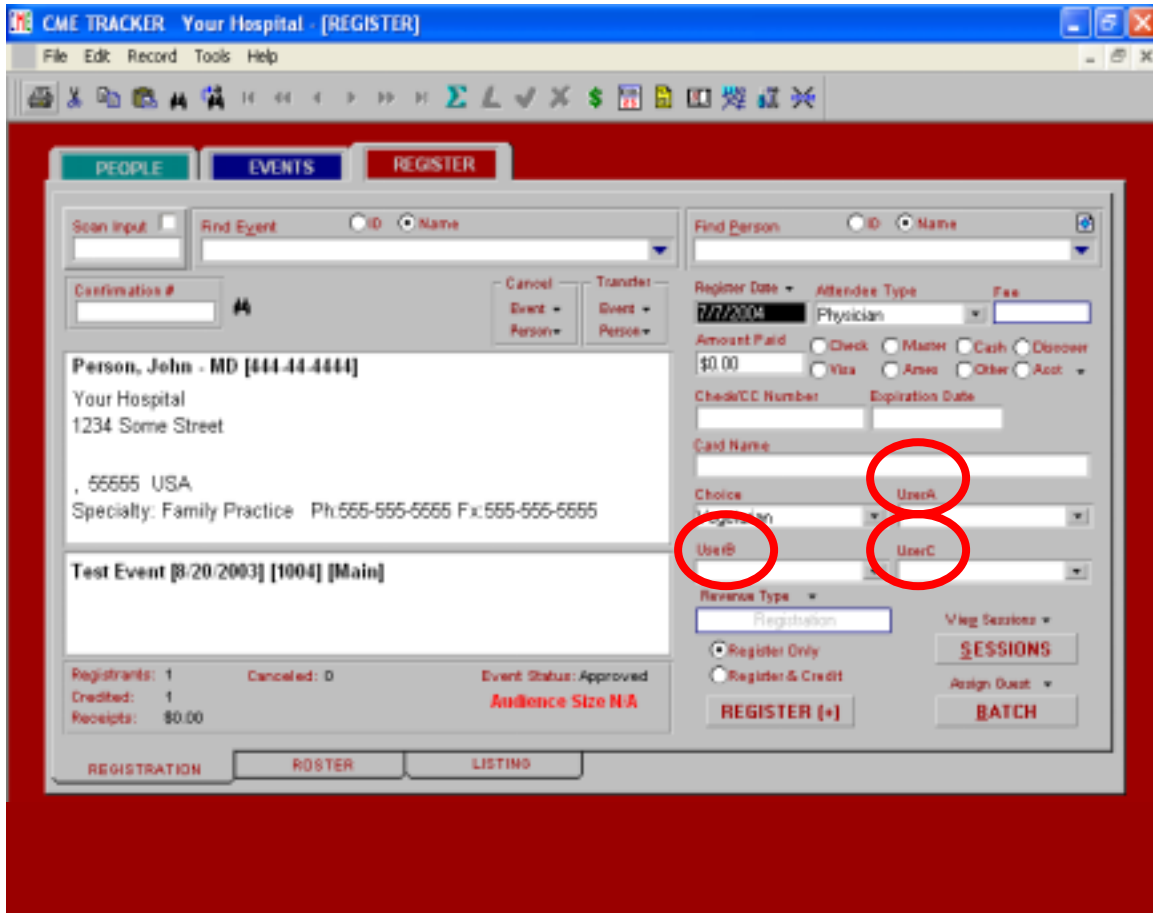 CME TRACKER Your Hospital - [REGISTER]
File Edit Record Tools Help
PEOPLE EVENTS REGISTER
Scan Input Find Event ID Name
Find Person ID Name
Confirmation #
Cancel Transfer
Event Event
Person Person
Register Date Attendee Type Fee
7/7/2004 Physician
Amount Paid Check Master Cash Discover
$0.00 Visa Amex Other Acct
Check/CC Number Expiration Date
Card Name
Choice UserA
Vegetarian
UserB UserC
Person, John - MD [444-44-4444]
Your Hospital
1234 Some Street
, 55555 USA
Specialty: Family Practice Ph:555-555-5555 Fx:555-555-5555
Test Event [8/20/2003] [1004] [Main]
Revenue Type
Registration View Sessions
Register Only SESSIONS
Register & Credit Assign Guest
REGISTER [+] BATCH
Registrants: 1 Canceled: 0 Event Status: Approved
Credited: 1 Audience Size N/A
Receipts: $0.00
REGISTRATION ROSTER LISTING